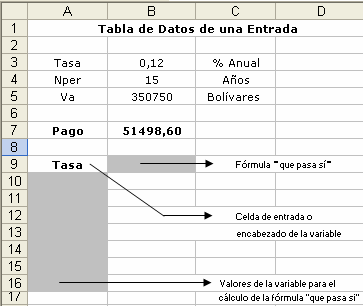 A B C D
1 Tabla de Datos de una Entrada
2
3 Tasa 0,12 % Anual
4 Nper 15 Años
5 Va 350750 Bolívares
6
7 Pago 51498,60
8
9 Tasa Fórmula "que pasa sí"
10
11
12 Celda de entrada o
13 encabezado de la variable
14
15
16 Valores de la variable para el
17 cálculo de la fórmula "que pasa si"